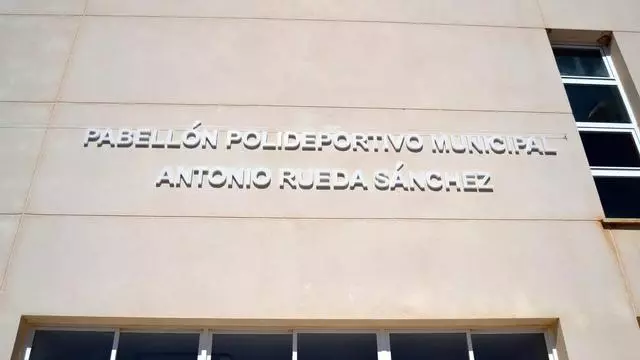 PABELLÓN POLIDEPORTIVO MUNICIPAL
ANTONIO RUEDA SÁNCHEZ